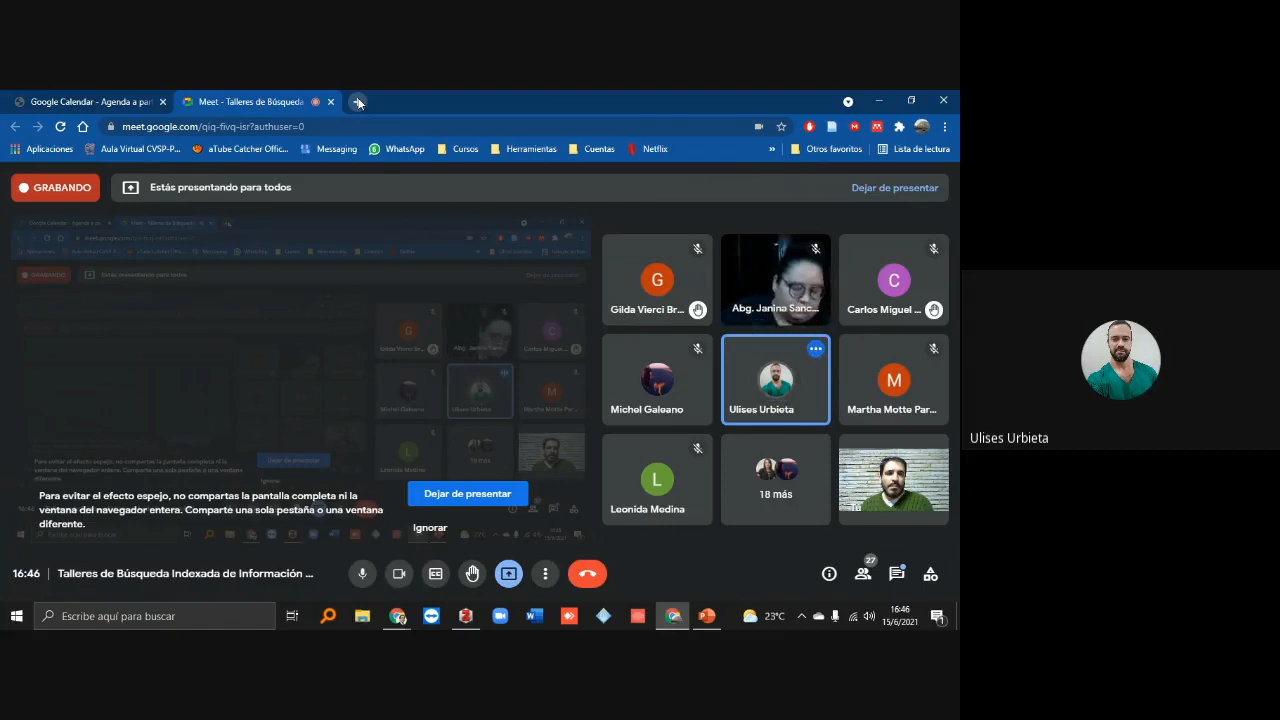 Google Calendar - Agenda a part
Meet - Talleres de Búsqueda
meet.google.com/qiq-fivq-isr?authuser=0
Aplicaciones
Aula Virtual CVSP-P...
aTube Catcher Offic...
Messaging
WhatsApp
Cursos
Herramientas
Cuentas
Netflix
»
Otros favoritos
Lista de lectura
GRABANDO
Estás presentando para todos
Dejar de presentar
G
Gilda Vierci Br...
Abg. Janina Sanc...
C
Carlos Miguel ...
Michel Galeano
Ulises Urbieta
M
Martha Motte Par...
L
Leonida Medina
18 más
Para evitar el efecto espejo, no compartas la pantalla completa ni la
ventana del navegador entera. Comparte una sola pestaña o una ventana
diferente.
Dejar de presentar
Ignorar
16:46
Talleres de Búsqueda Indexada de Información ...
27
Escribe aquí para buscar
23°C
16:46
15/6/2021
1
Ulises Urbieta